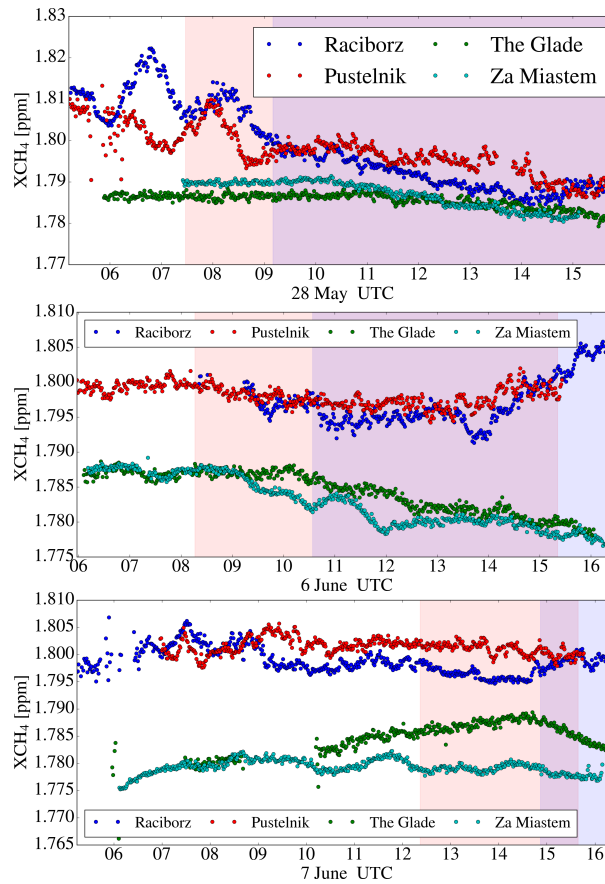 1.83
1.82
1.81
1.80
1.79
1.78
1.77
XCH₄ [ppm]
Raciborz
The Glade
Pustelnik
Za Miastem
06 07 08 09 10 11 12 13 14 15
28 May UTC
1.810
1.805
1.800
1.795
1.790
1.785
1.780
1.775
XCH₄ [ppm]
Raciborz Pustelnik The Glade Za Miastem
06 07 08 09 10 11 12 13 14 15 16
6 June UTC
1.810
1.805
1.800
1.795
1.790
1.785
1.780
1.775
1.770
1.765
XCH₄ [ppm]
Raciborz Pustelnik The Glade Za Miastem
06 07 08 09 10 11 12 13 14 15 16
7 June UTC